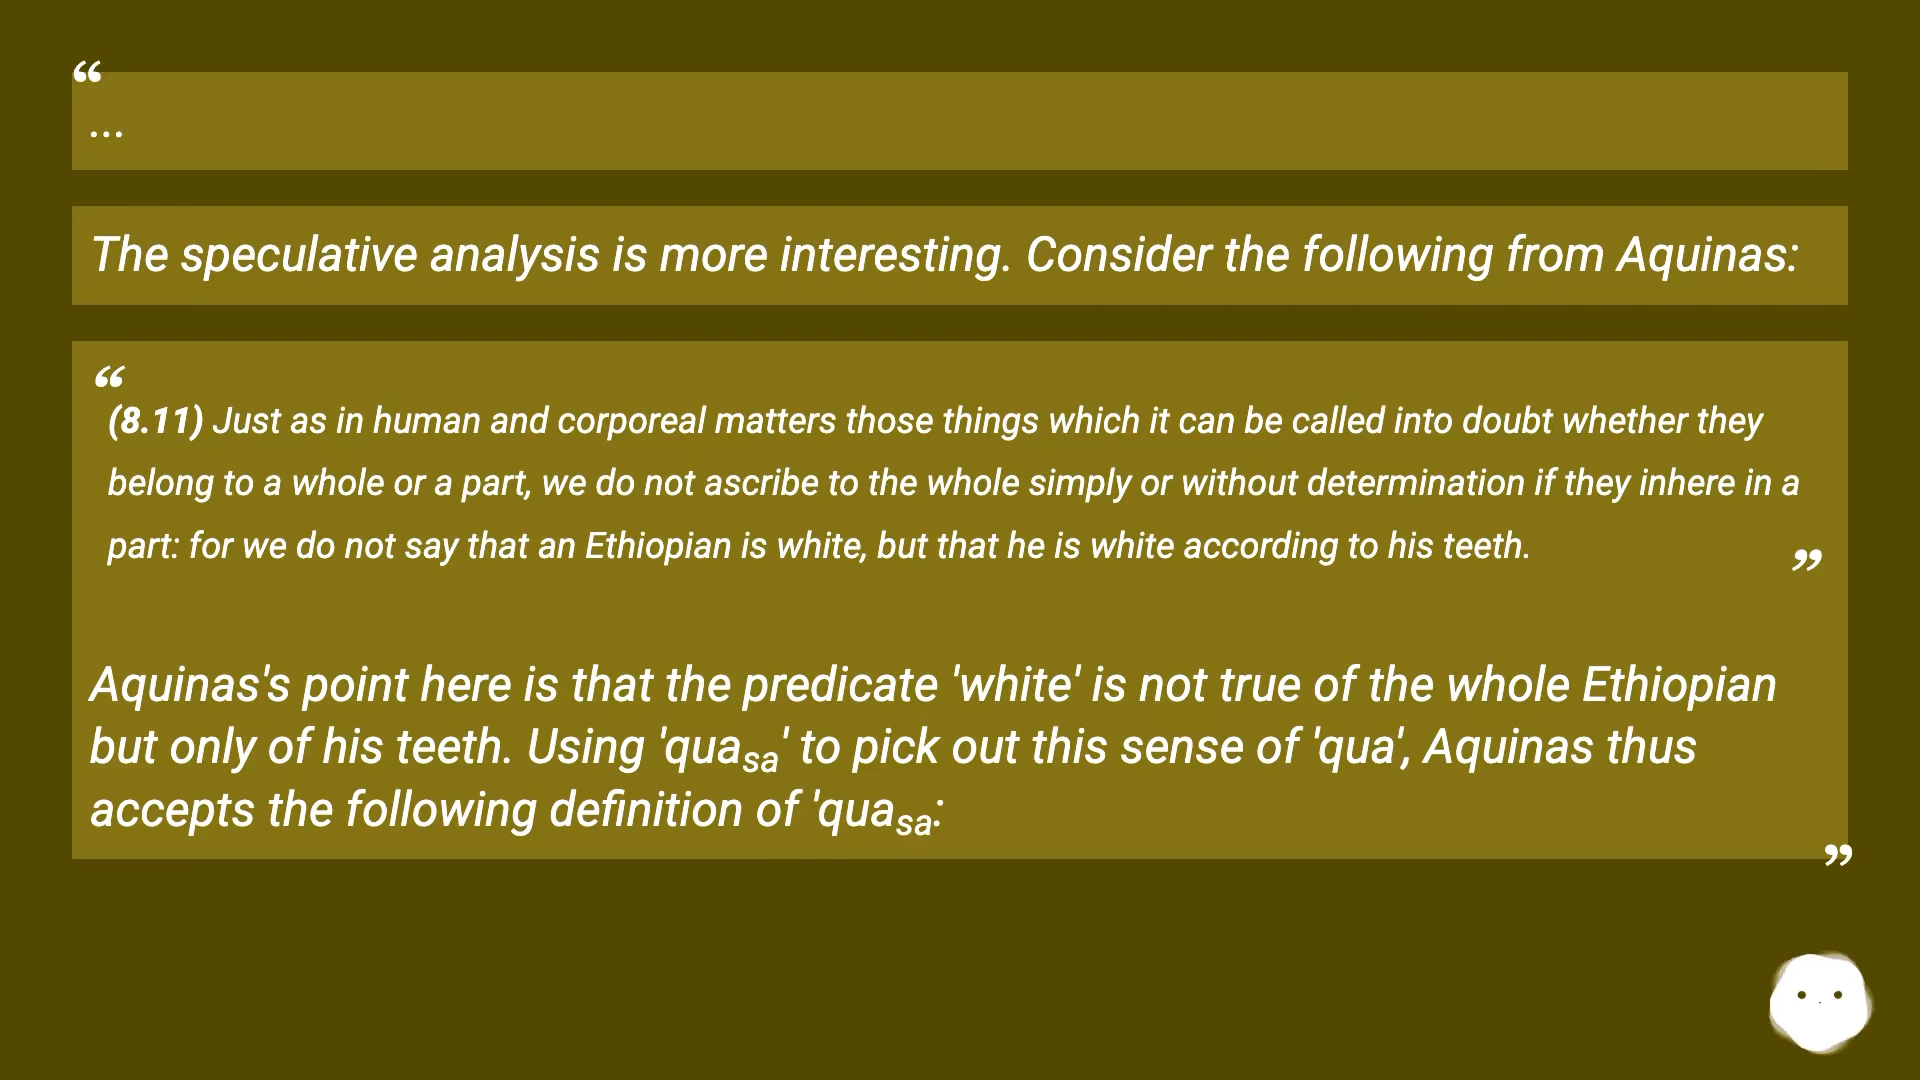 “
...
The speculative analysis is more interesting. Consider the following from Aquinas:
“
(8.11) Just as in human and corporeal matters those things which it can be called into doubt whether they
belong to a whole or a part, we do not ascribe to the whole simply or without determination if they inhere in a
part: for we do not say that an Ethiopian is white, but that he is white according to his teeth.
”
Aquinas's point here is that the predicate 'white' is not true of the whole Ethiopian
but only of his teeth. Using 'quasa' to pick out this sense of 'qua', Aquinas thus
accepts the following definition of 'quasa:
”